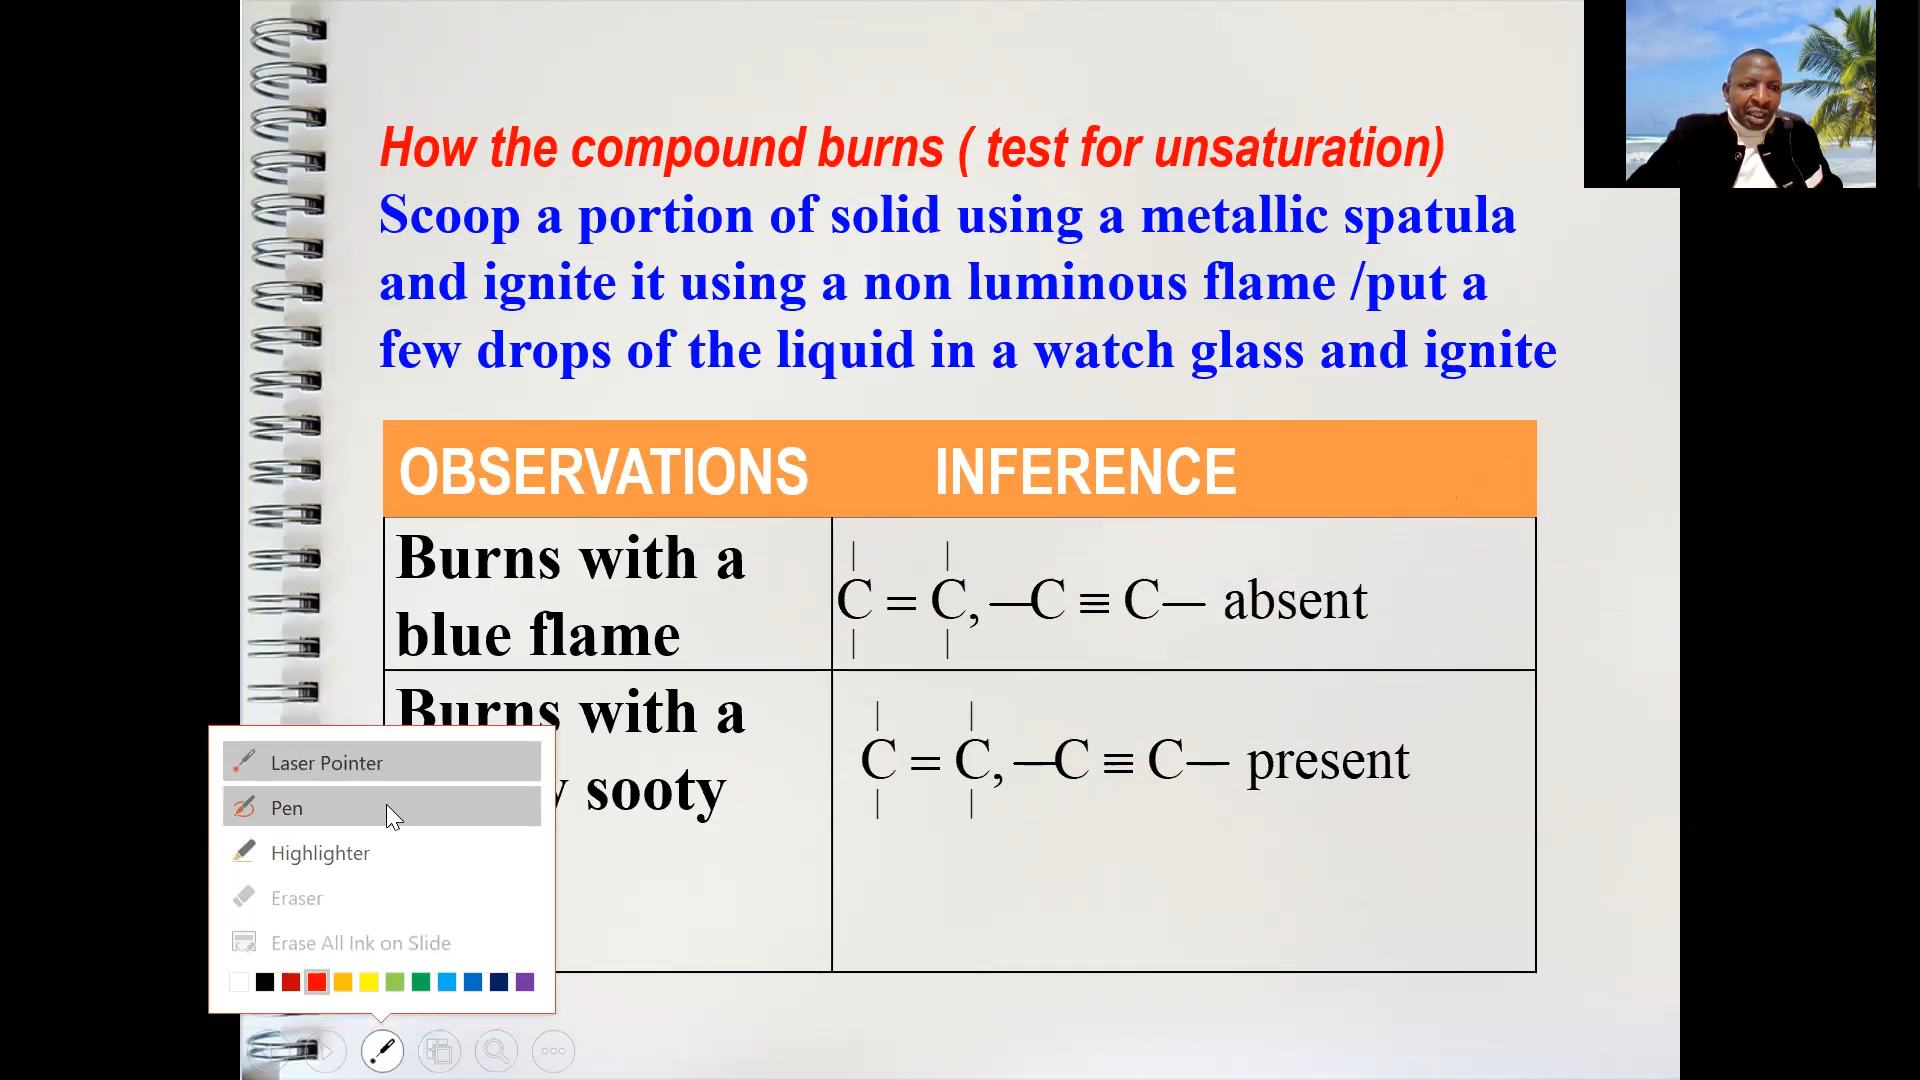 How the compound burns ( test for unsaturation)
Scoop a portion of solid using a metallic spatula
and ignite it using a non luminous flame /put a
few drops of the liquid in a watch glass and ignite
OBSERVATIONS INFERENCE
Burns with a
blue flame
C = C, —C ≡ C— absent
Burns with a
sooty
C = C, —C ≡ C— present
Laser Pointer
Pen
Highlighter
Eraser
Erase All Ink on Slide